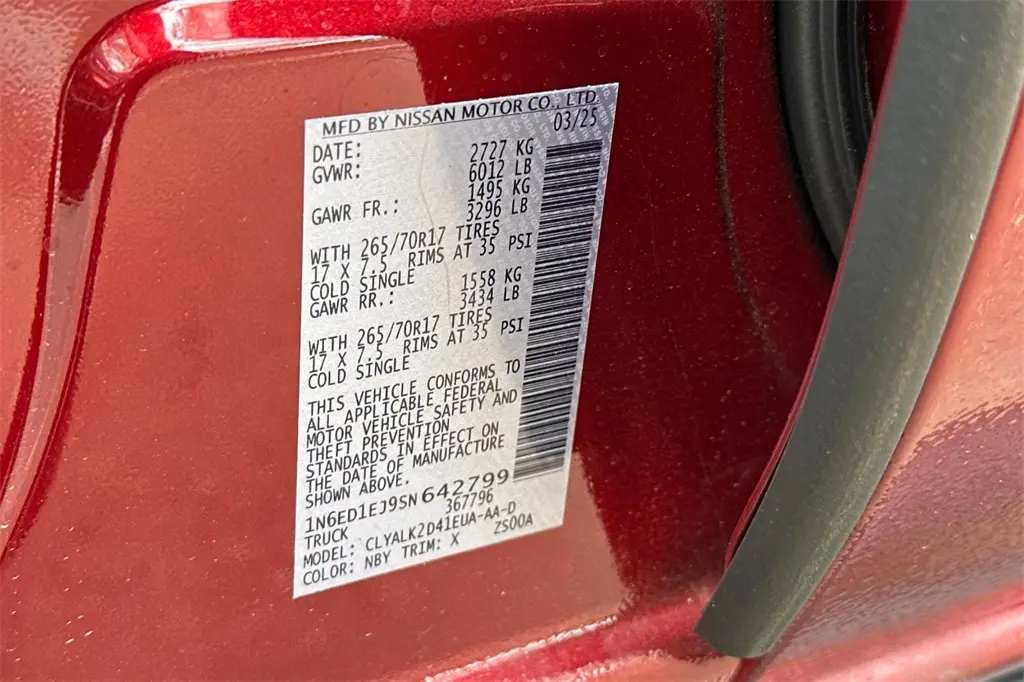 MFD BY NISSAN MOTOR CO., LTD.
DATE: 03/25
GVWR: 2727 KG
6012 LB
GAWR FR.: 1495 KG
3296 LB
WITH 265/70R17 TIRES
17 X 7.5 RIMS AT 35 PSI
COLD SINGLE
GAWR RR.: 1558 KG
3434 LB
WITH 265/70R17 TIRES
17 X 7.5 RIMS AT 35 PSI
COLD SINGLE
THIS VEHICLE CONFORMS TO
ALL APPLICABLE FEDERAL
MOTOR VEHICLE SAFETY AND
THEFT PREVENTION
STANDARDS IN EFFECT ON
THE DATE OF MANUFACTURE
SHOWN ABOVE.
1N6ED1EJ9SN642799
TRUCK 367796
MODEL: CLYALK2D41EUA-AA-D
COLOR: NBY TRIM: X ZS00A